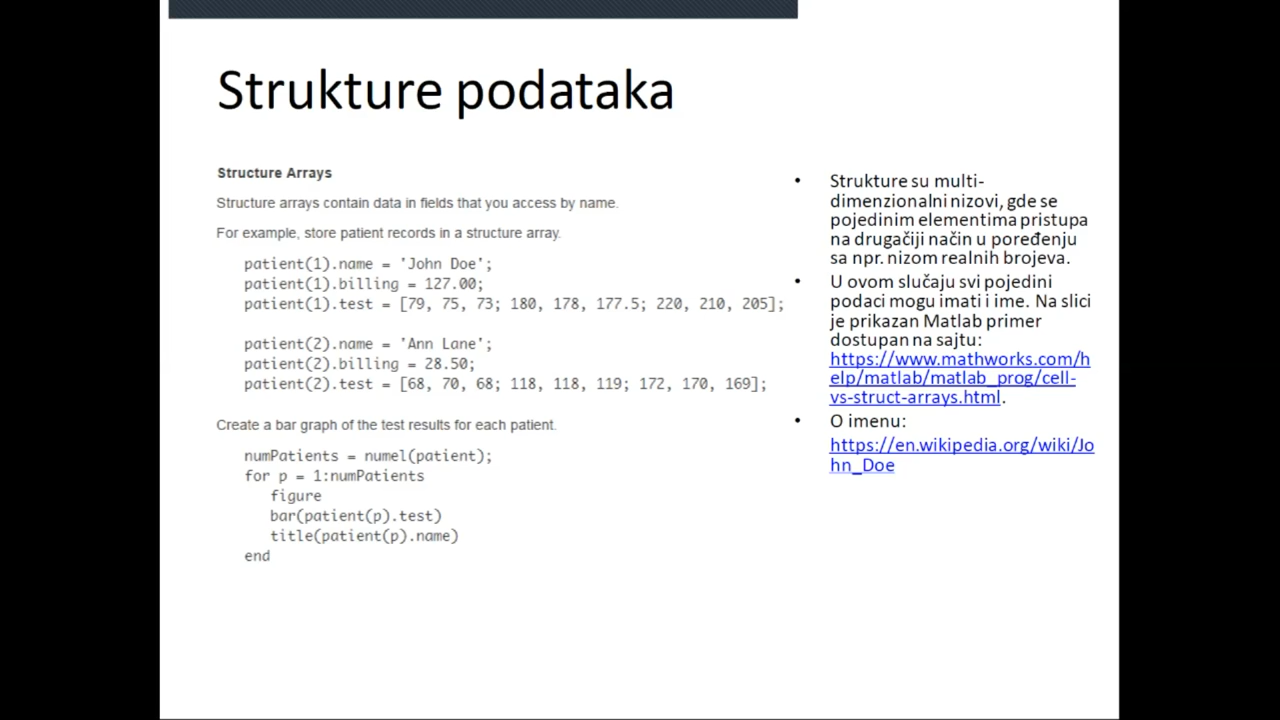 Strukture podataka
Structure Arrays
Structure arrays contain data in fields that you access by name.
For example, store patient records in a structure array.
patient(1).name = 'John Doe';
patient(1).billing = 127.00;
patient(1).test = [79, 75, 73; 180, 178, 177.5; 220, 210, 205];
patient(2).name = 'Ann Lane';
patient(2).billing = 28.50;
patient(2).test = [68, 70, 68; 118, 118, 119; 172, 170, 169];
Create a bar graph of the test results for each patient.
numPatients = numel(patient);
for p = 1:numPatients
figure
bar(patient(p).test)
title(patient(p).name)
end
• Strukture su multi-
dimenzionalni nizovi, gde se
pojedinim elementima pristupa
na drugačiji način u poređenju
sa npr. nizom realnih brojeva.
• U ovom slučaju svi pojedini
podaci mogu imati i ime. Na slici
je prikazan Matlab primer
dostupan na sajtu:
https://www.mathworks.com/h
elp/matlab/matlab_prog/cell-
vs-struct-arrays.html.
• O imenu:
https://en.wikipedia.org/wiki/Jo
hn_Doe